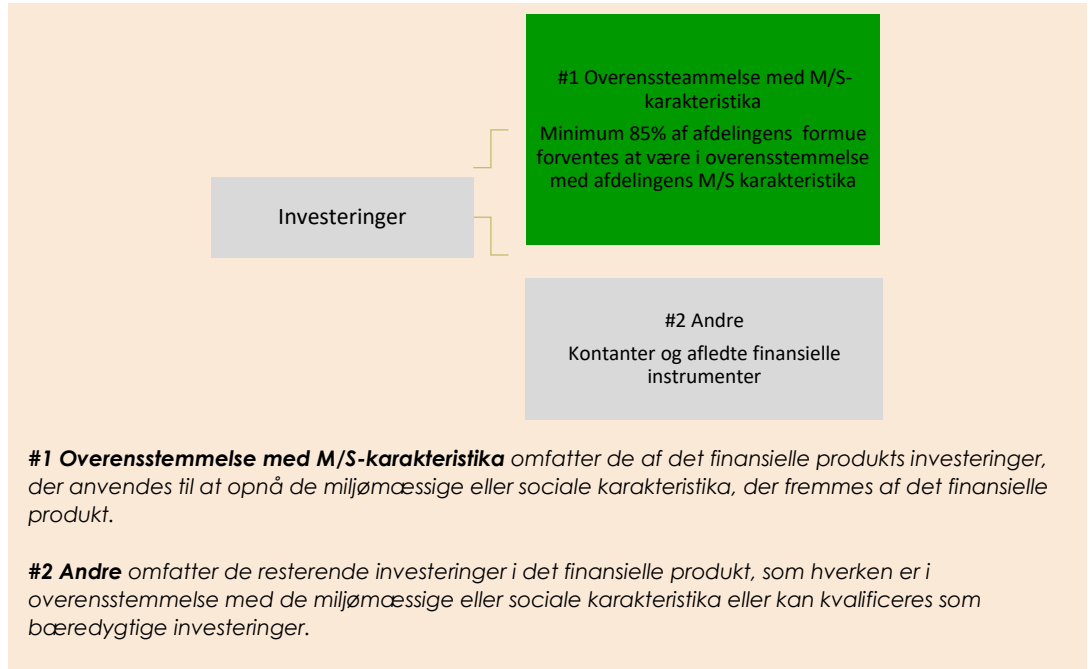 #1 Overenssteammelse med M/S-
karakteristika
Minimum 85% af afdelingens formue
forventes at være i overensstemmelse
med afdelingens M/S karakteristika
Investeringer
#2 Andre
Kontanter og afledte finansielle
instrumenter
#1 Overensstemmelse med M/S-karakteristika omfatter de af det finansielle produkts investeringer,
der anvendes til at opnå de miljømæssige eller sociale karakteristika, der fremmes af det finansielle
produkt.
#2 Andre omfatter de resterende investeringer i det finansielle produkt, som hverken er i
overensstemmelse med de miljømæssige eller sociale karakteristika eller kan kvalificeres som
bæredygtige investeringer.